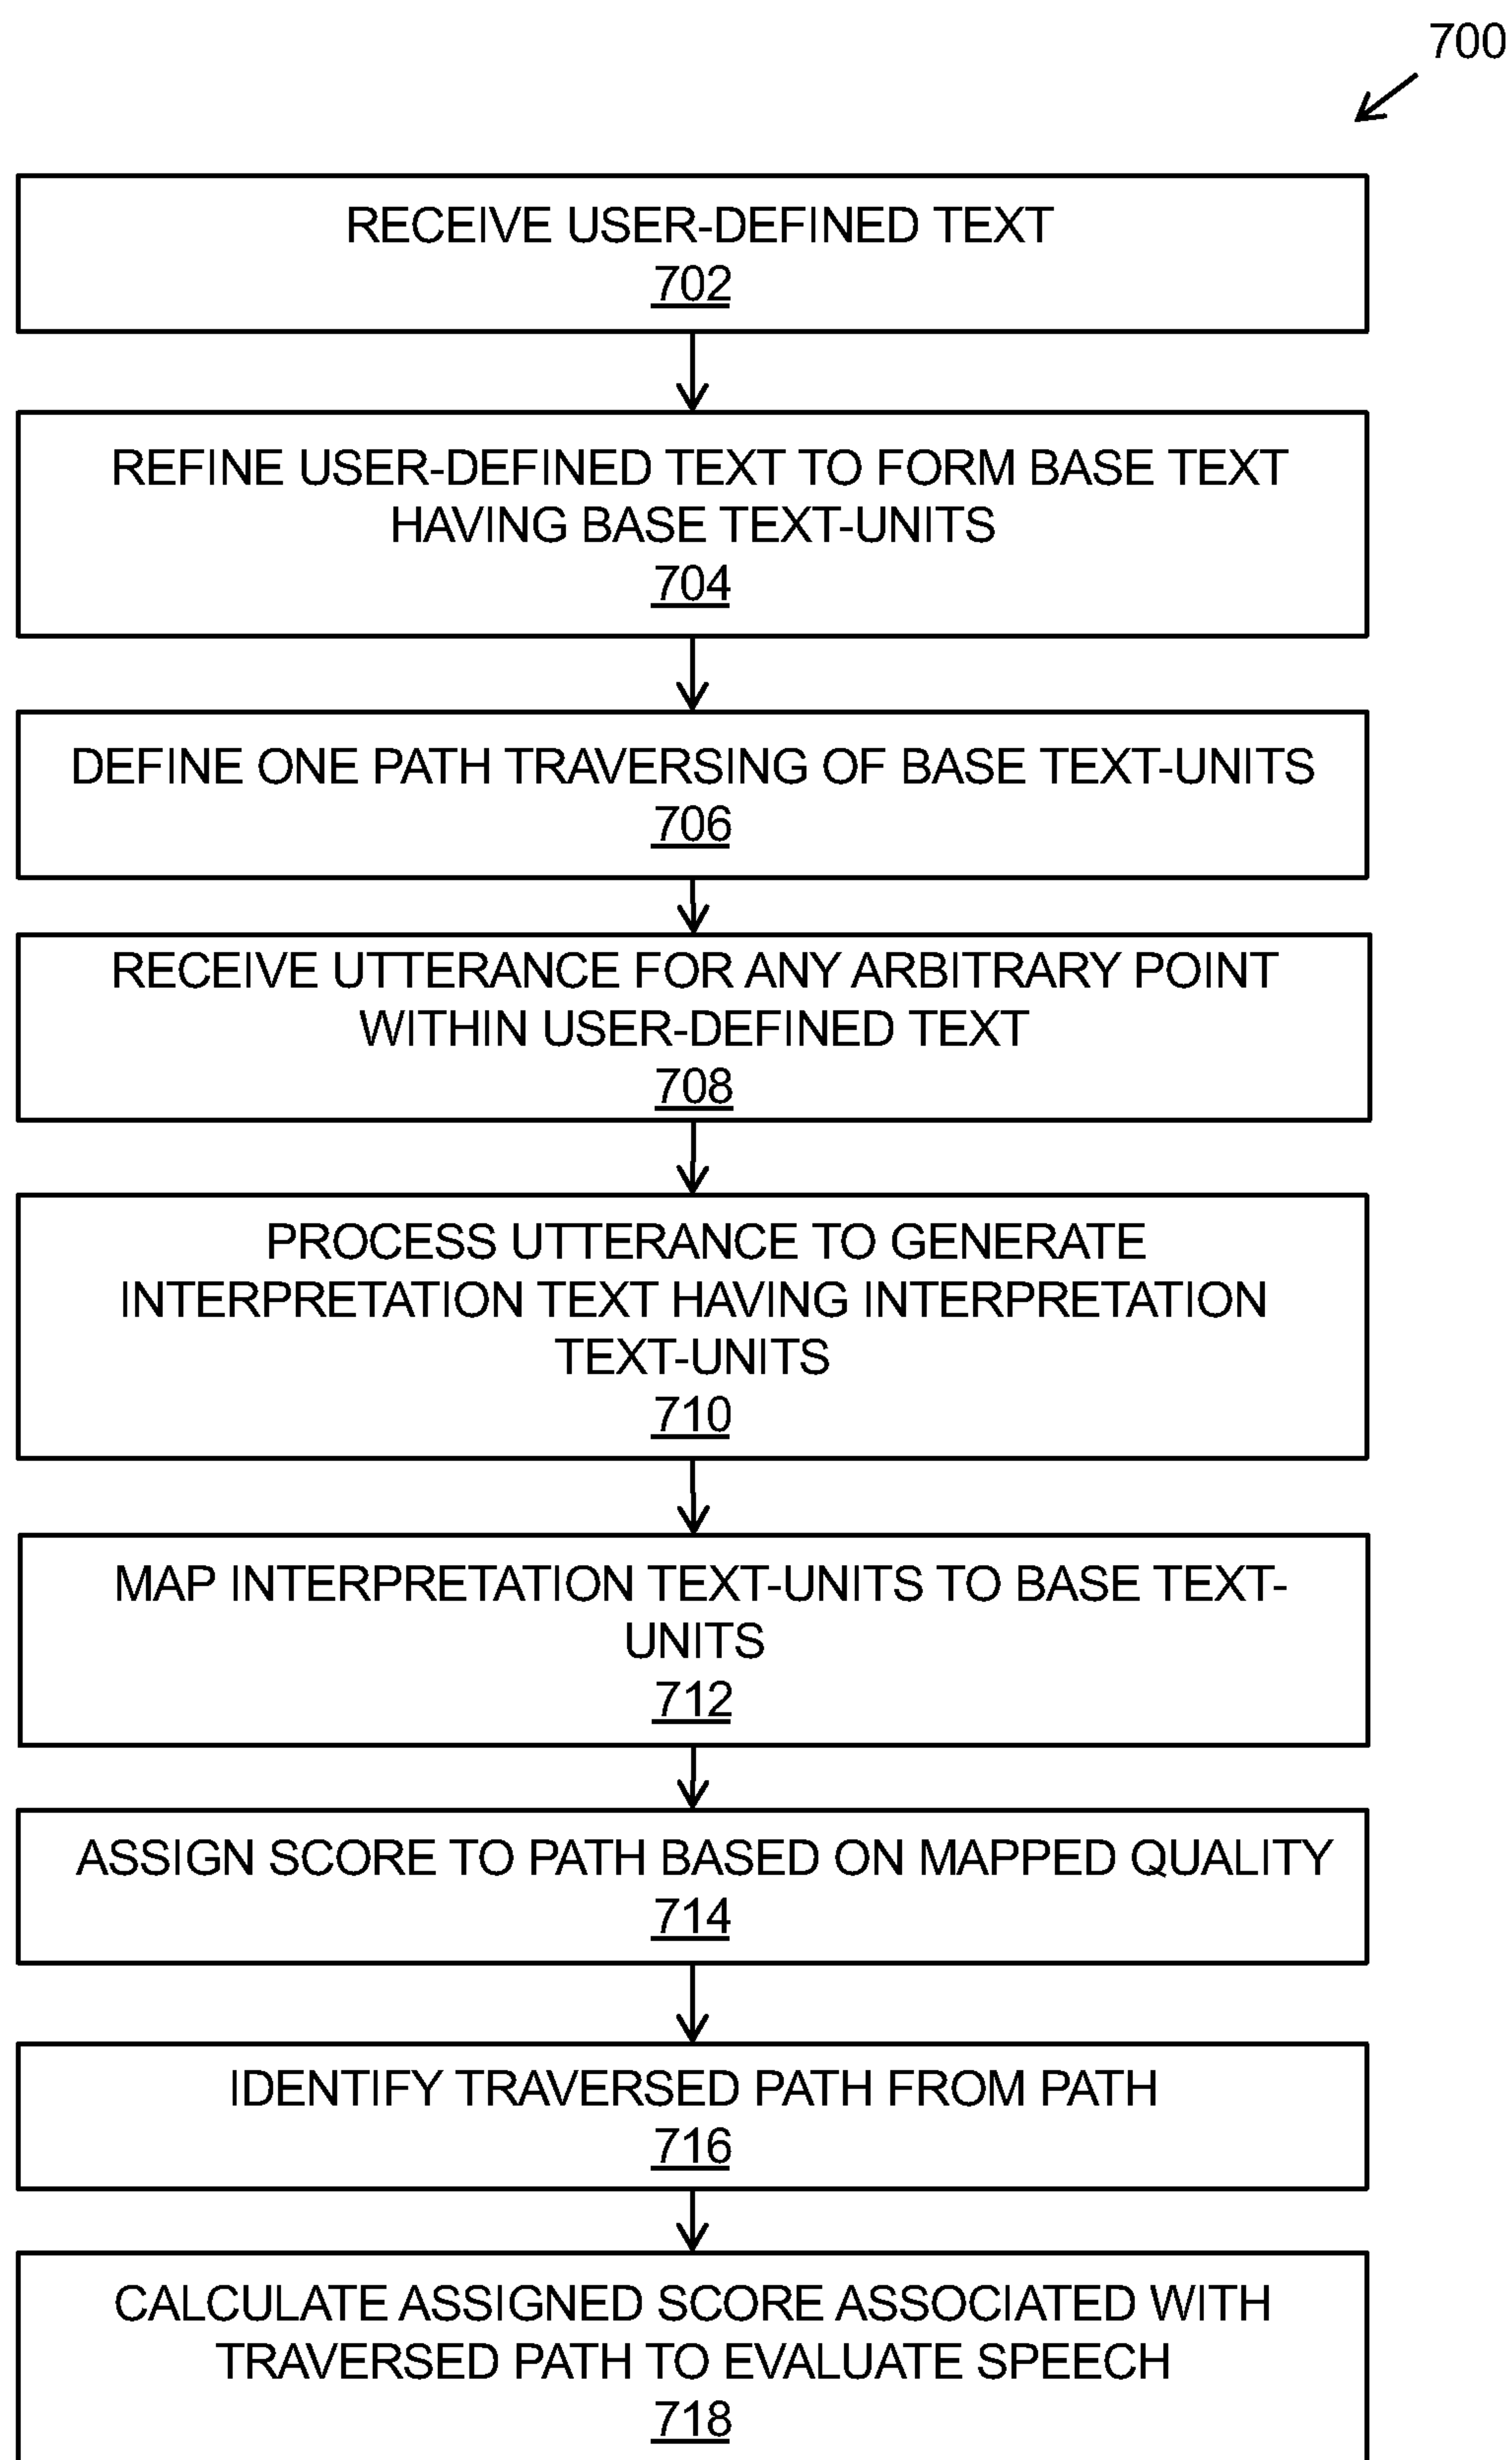 700
RECEIVE USER-DEFINED TEXT
702
REFINE USER-DEFINED TEXT TO FORM BASE TEXT
HAVING BASE TEXT-UNITS
704
DEFINE ONE PATH TRAVERSING OF BASE TEXT-UNITS
706
RECEIVE UTTERANCE FOR ANY ARBITRARY POINT
WITHIN USER-DEFINED TEXT
708
PROCESS UTTERANCE TO GENERATE
INTERPRETATION TEXT HAVING INTERPRETATION
TEXT-UNITS
710
MAP INTERPRETATION TEXT-UNITS TO BASE TEXT-
UNITS
712
ASSIGN SCORE TO PATH BASED ON MAPPED QUALITY
714
IDENTIFY TRAVERSED PATH FROM PATH
716
CALCULATE ASSIGNED SCORE ASSOCIATED WITH
TRAVERSED PATH TO EVALUATE SPEECH
718